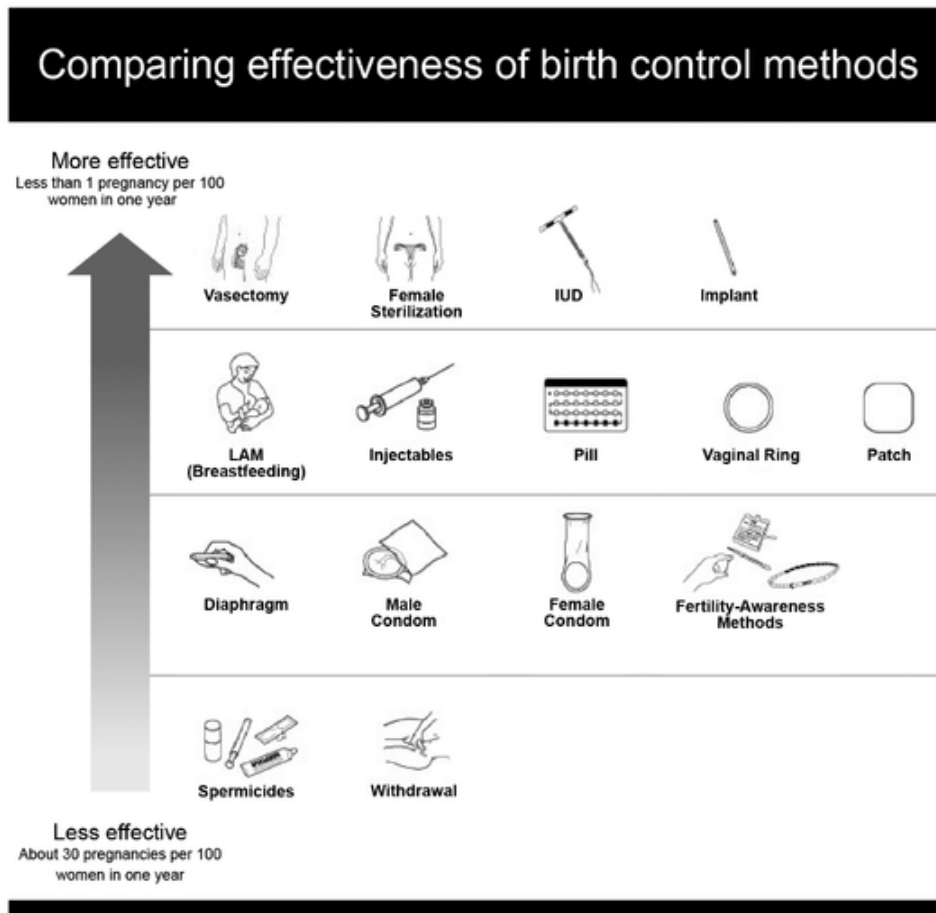 Comparing effectiveness of birth control methods
More effective
Less than 1 pregnancy per 100
women in one year
Vasectomy
Female
Sterilization
IUD
Implant
LAM
(Breastfeeding)
Injectables
Pill
Vaginal Ring
Patch
Diaphragm
Male
Condom
Female
Condom
Fertility-Awareness
Methods
Spermicides
Withdrawal
Less effective
About 30 pregnancies per 100
women in one year